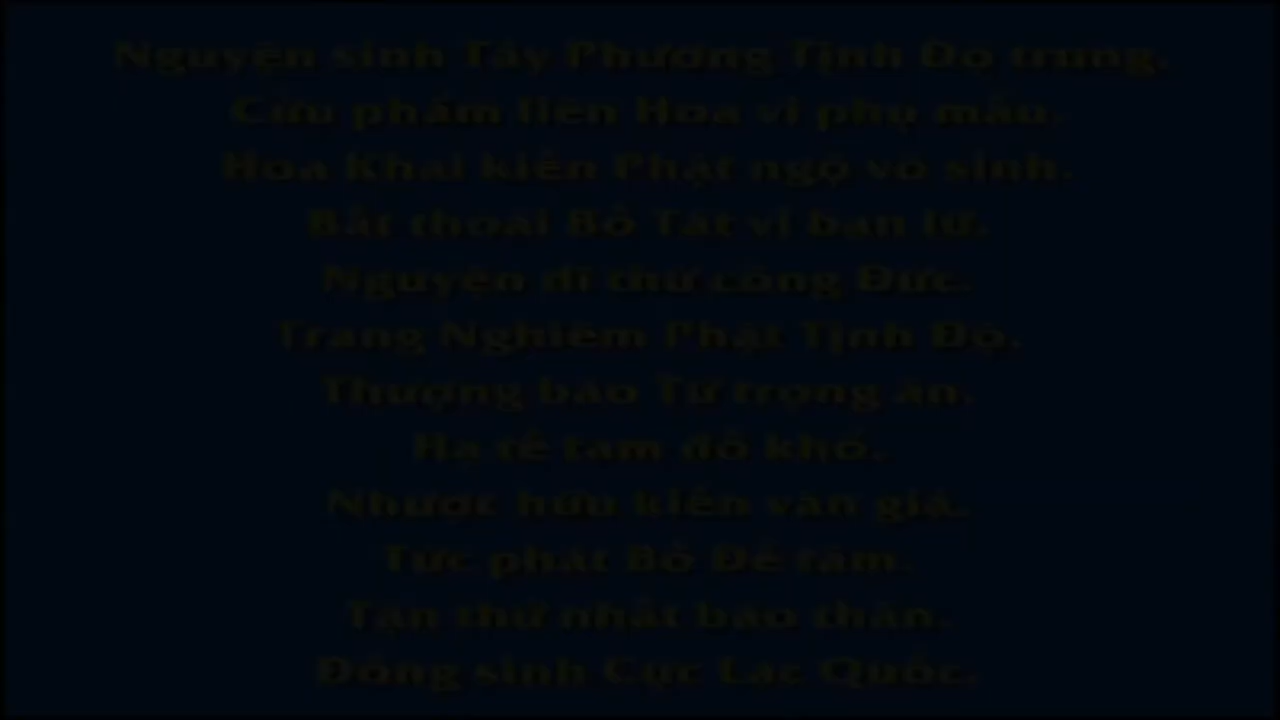 Nguyện sinh Tây Phương Tịnh Độ trung.
Cửu phẩm liên Hoa vi phụ mẫu.
Hoa Khai kiến Phật ngộ vô sinh.
Bất thoái Bồ Tát vi bạn lữ.
Nguyện dĩ thử công Đức.
Trang Nghiêm Phật Tịnh Độ.
Thượng báo Tứ trọng ân.
Hạ tế tam đồ khổ.
Nhược hữu kiến văn giả.
Tức phát Bồ Đề tâm.
Tận thử nhất báo thân.
Đồng sinh Cực Lạc Quốc.